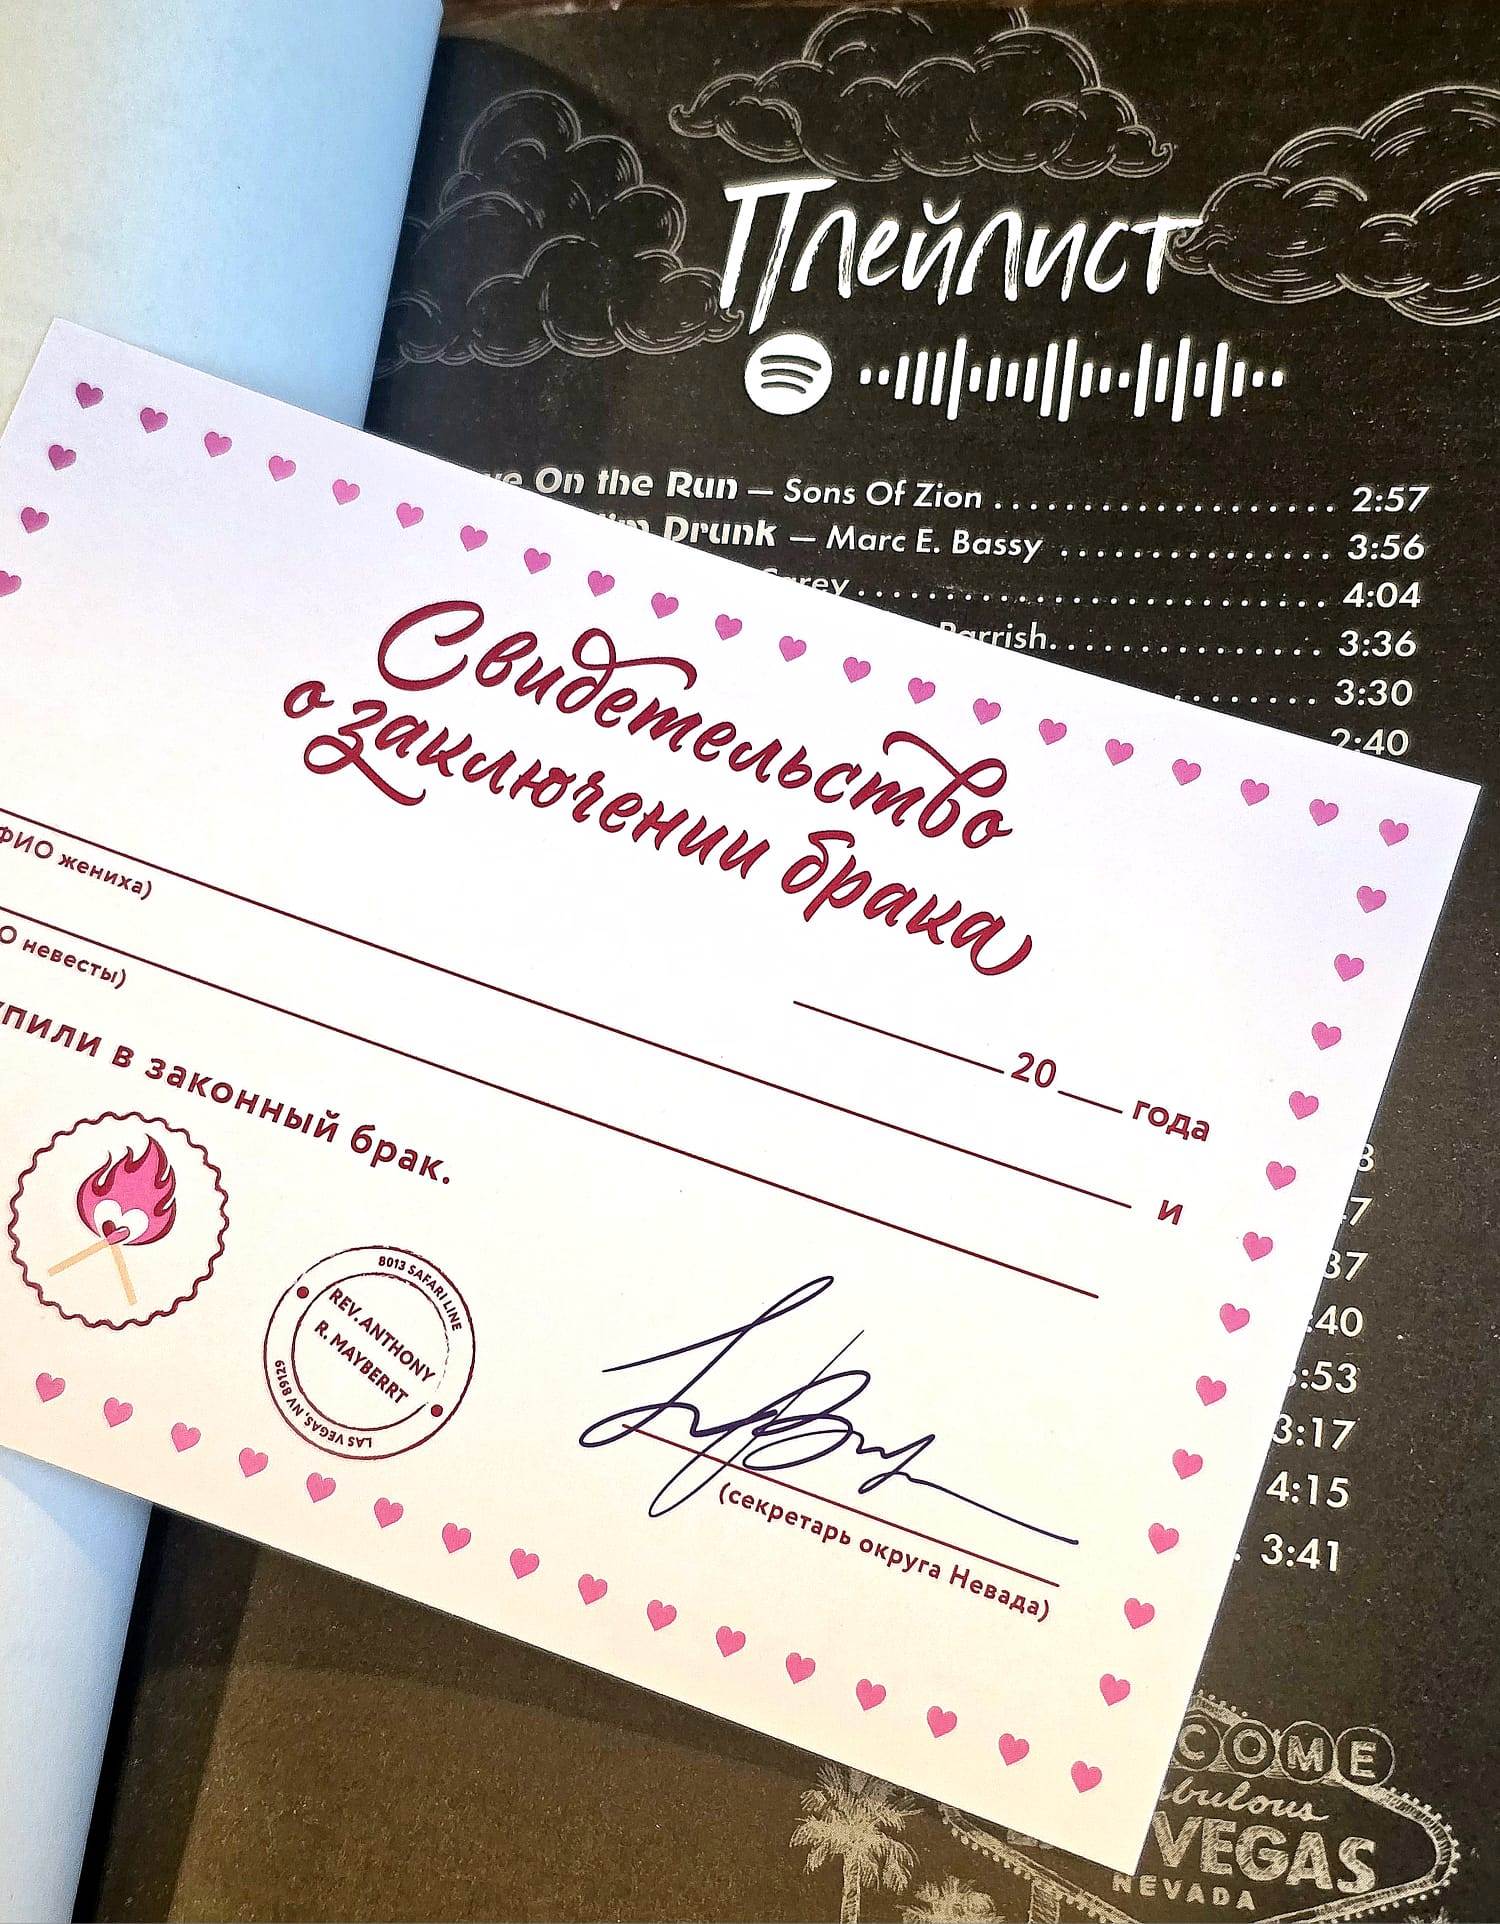 Плейлист
On the Run — Sons Of Zion 2:57
Drunk — Marc E. Bassy 3:56
4:04
3:36
3:30
2:40
37
:40
:53
3:17
4:15
3:41
Свидетельство
о заключении брака
20 года
и
ФИО жениха)
О невесты)
в законный брак.
8013 SAFARI LINE
REV. ANTHONY
R. MAYBERRT
LAS VEGAS, NV 89129
(секретарь округа Невада)
COME
VEGAS
NEVADA